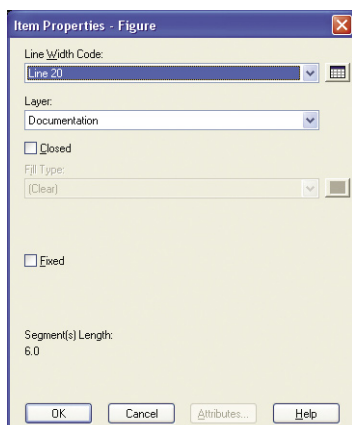 Item Properties - Figure
Line Width Code:
Line 20
Layer:
Documentation
Closed
Fill Type:
(Clear)
Fixed
Segment(s) Length:
6.0
OK Cancel Attributes... Help